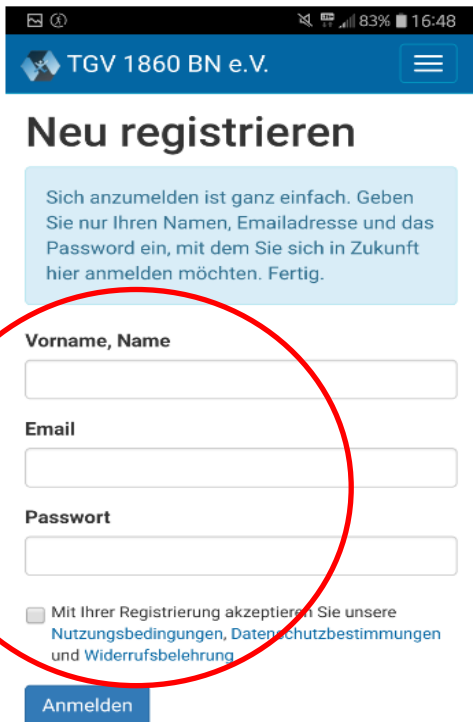 83% 16:48
TGV 1860 BN e.V.
Neu registrieren
Sich anzumelden ist ganz einfach. Geben
Sie nur Ihren Namen, Emailadresse und das
Password ein, mit dem Sie sich in Zukunft
hier anmelden möchten. Fertig.
Vorname, Name
Email
Passwort
Mit Ihrer Registrierung akzeptieren Sie unsere
Nutzungsbedingungen, Datenschutzbestimmungen
und Widerrufsbelehrung
Anmelden